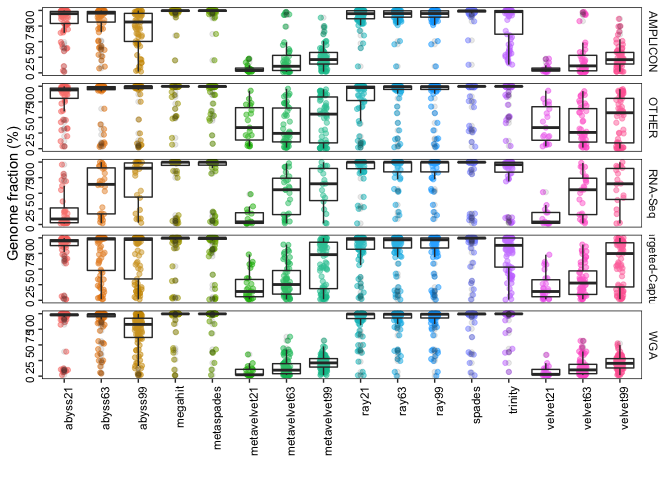 Genome fraction (%)
0 25 50 75 100
AMPLICON
0 25 50 75 100
OTHER
0 25 50 75 100
RNA-Seq
0 25 50 75 100
rgeted-Captu
0 25 50 75 100
WGA
abyss21
abyss63
abyss99
megahit
metaspades
metavelvet21
metavelvet63
metavelvet99
ray21
ray63
ray99
spades
trinity
velvet21
velvet63
velvet99